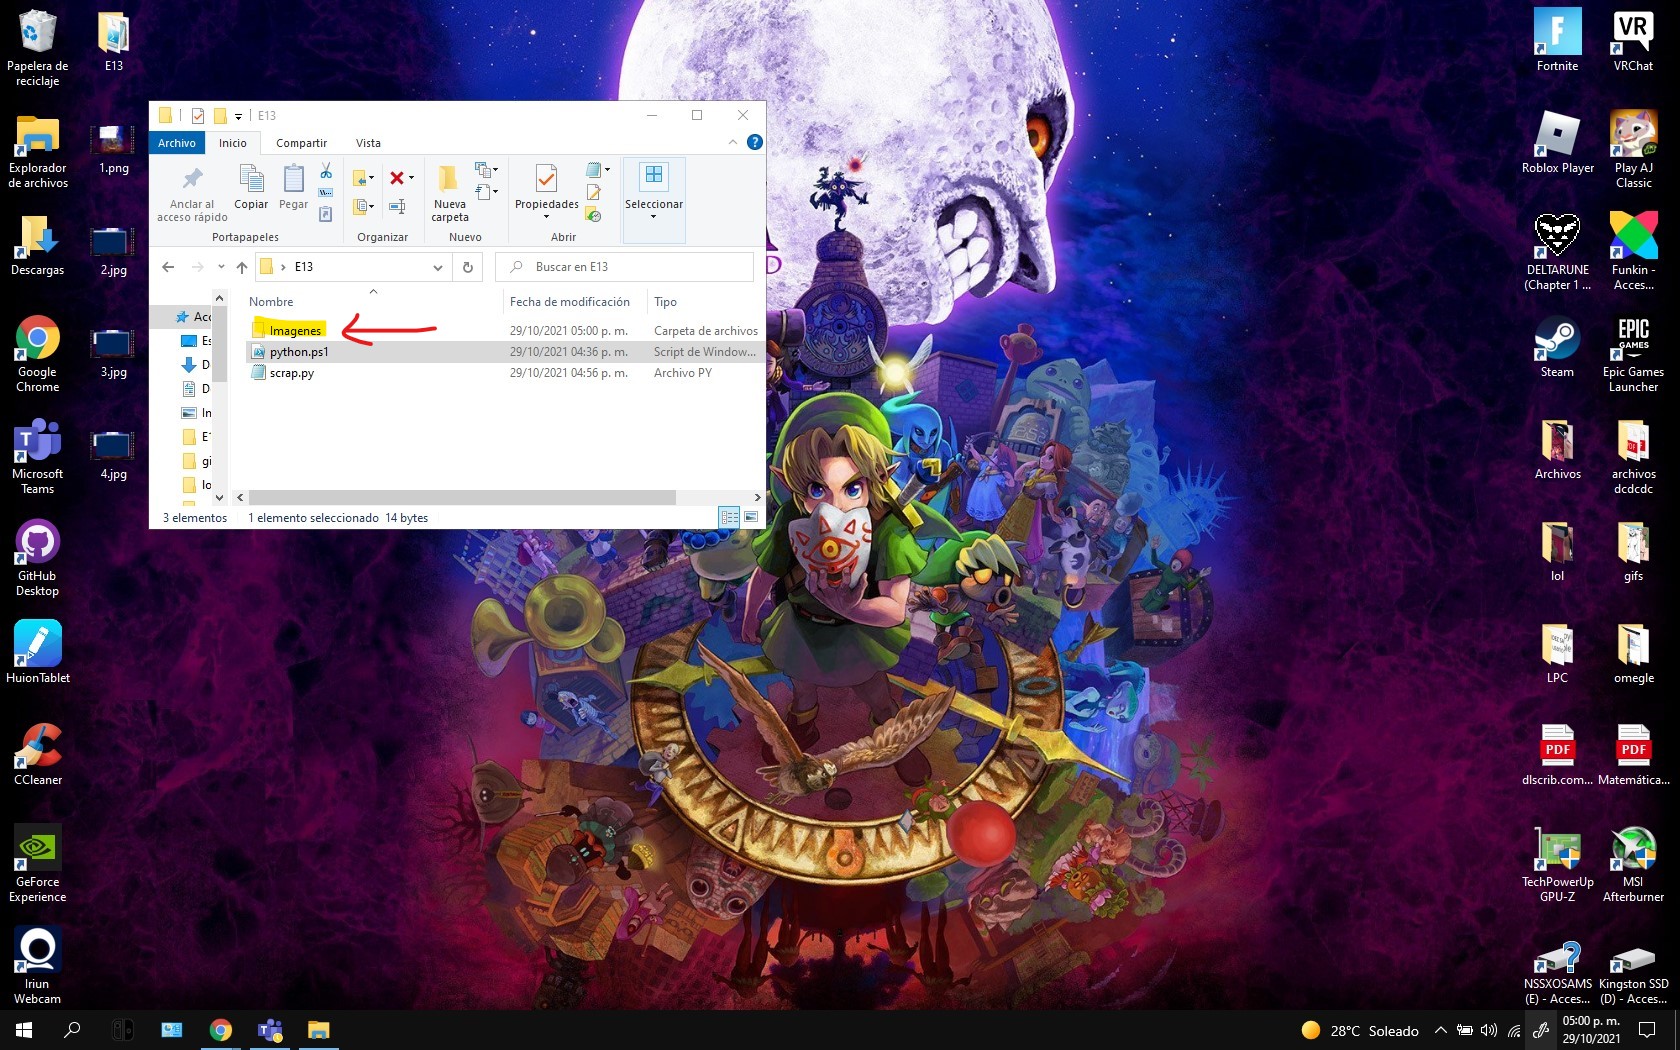 Papelera de
reciclaje
E13
Explorador
de archivos
1.png
Descargas
2.jpg
Google
Chrome
3.jpg
Microsoft
Teams
4.jpg
GitHub
Desktop
HuionTablet
CCleaner
GeForce
Experience
Iriun
Webcam
E13
Archivo
Inicio
Compartir
Vista
Anclar al
acceso rápido
Copiar
Pegar
Portapapeles
Organizar
Nueva
carpeta
Nuevo
Propiedades
Abrir
Seleccionar
E13
Buscar en E13
Nombre
Fecha de modificación
Tipo
Imagenes
29/10/2021 05:00 p. m.
Carpeta de archivos
python.ps1
29/10/2021 04:36 p. m.
Script de Window...
scrap.py
29/10/2021 04:56 p. m.
Archivo PY
3 elementos
1 elemento seleccionado 14 bytes
Fortnite
VR
VRChat
Roblox Player
Play AJ
Classic
DELTARUNE
(Chapter 1 ...
Funkin -
Acces...
Steam
EPIC
GAMES
Epic Games
Launcher
Archivos
archivos
dcdcdc
lol
gifs
LPC
omegle
PDF
dlscrib.com...
PDF
Matemática...
TechPowerUp
GPU-Z
MSI
Afterburner
NSSXOSAMS
(E) - Acces...
Kingston SSD
(D) - Acces...
28°C Soleado
05:00 p. m.
29/10/2021